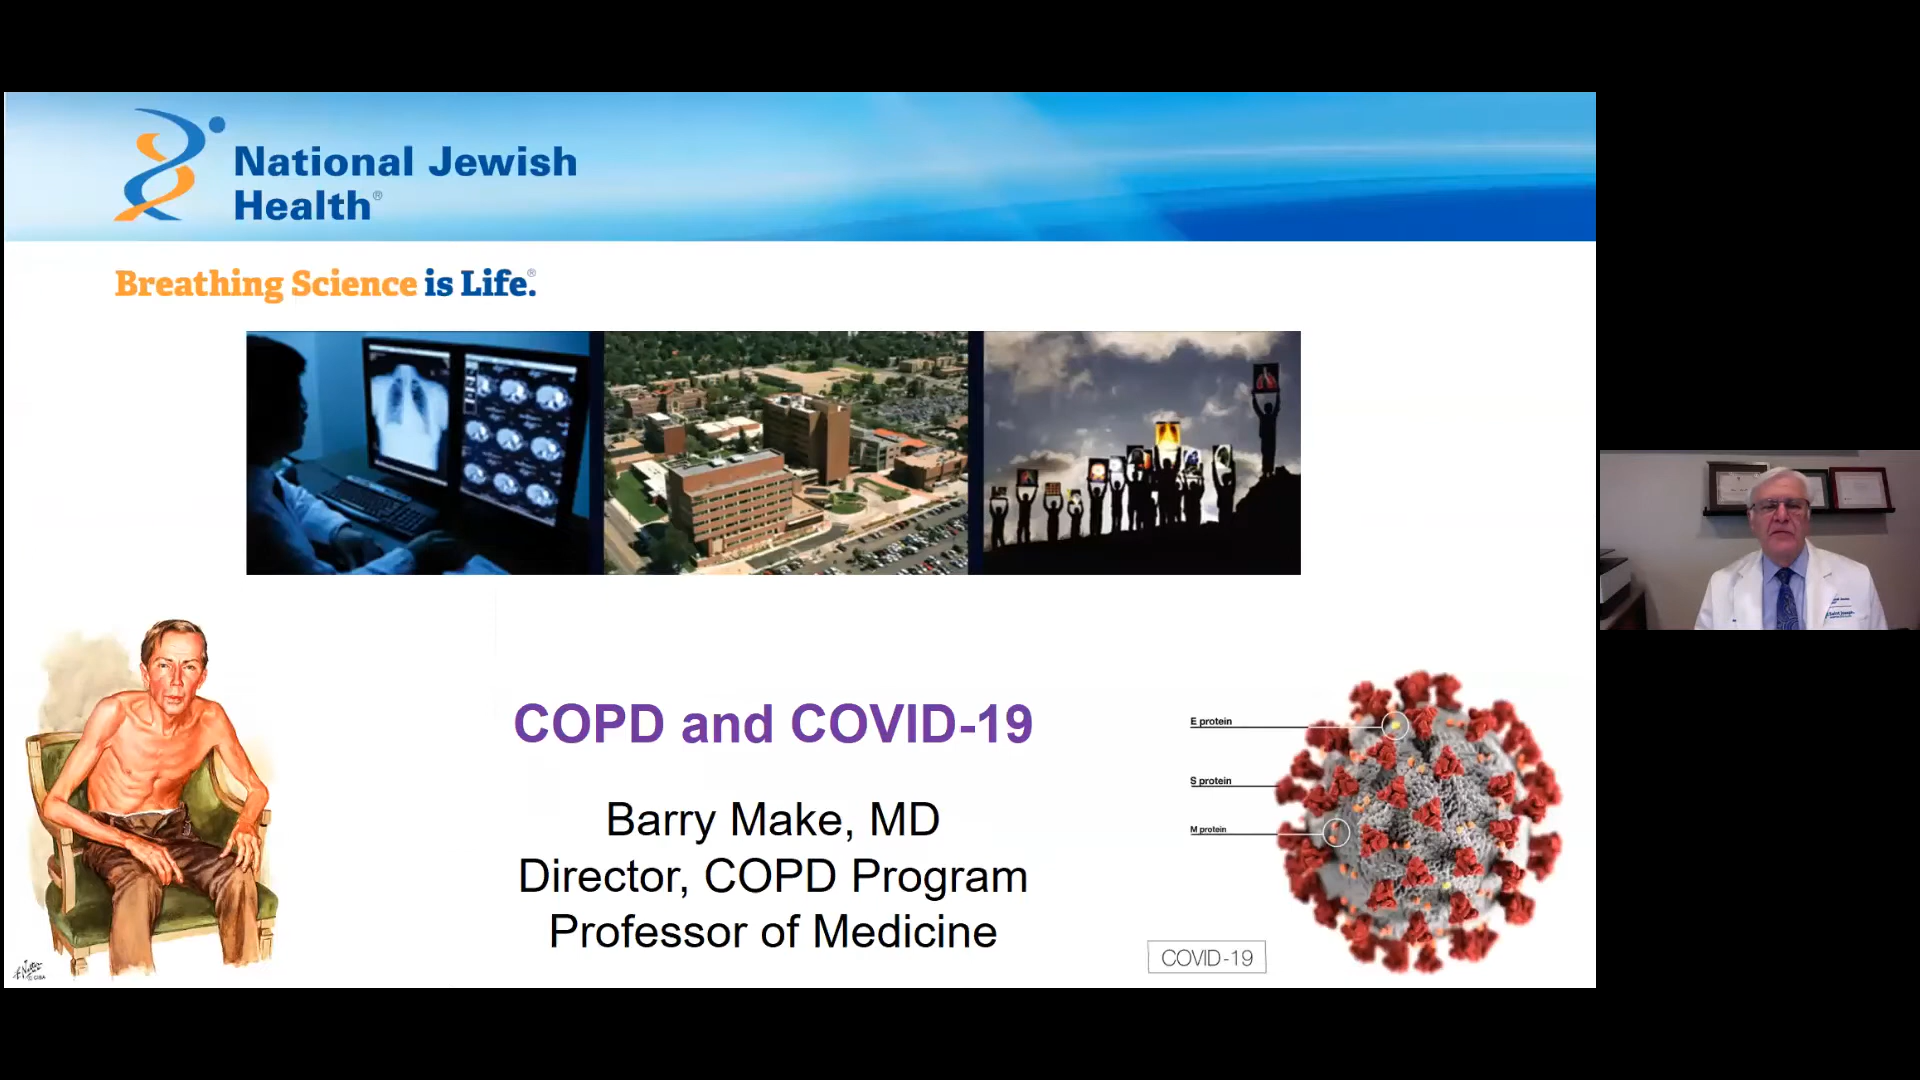 National Jewish
Health®
Breathing Science is Life.®
COPD and COVID-19
Barry Make, MD
Director, COPD Program
Professor of Medicine
E protein
S protein
M protein
COVID-19